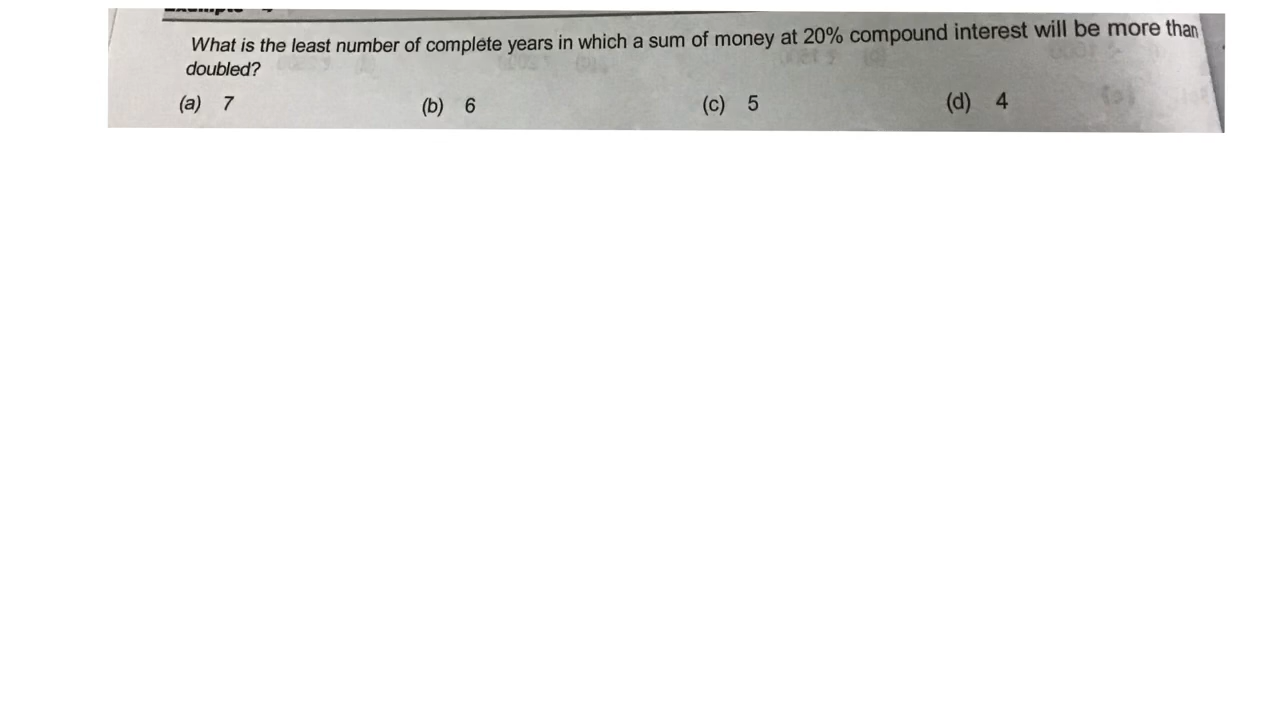 What is the least number of complete years in which a sum of money at 20% compound interest will be more than
doubled?
(a) 7 (b) 6 (c) 5 (d) 4